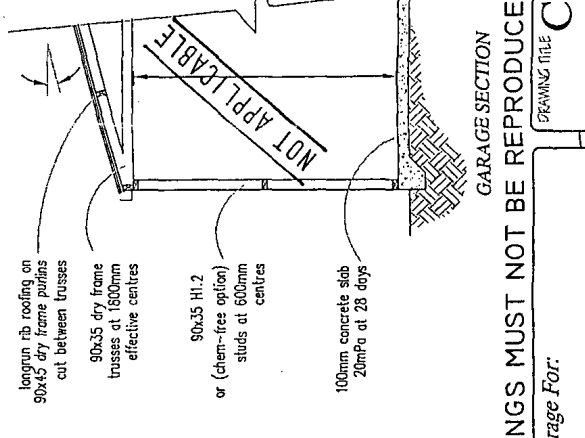 longrun rib roofing on
90x45 dry frame purlins
cut between trusses
90x35 dry frame
trusses at 1800mm
effective centres
90x35 H1.2
or (chem-free option)
studs at 600mm
centres
100mm concrete slab
20mPa at 28 days
NOT APPLICABLE
GARAGE SECTION
NGS MUST NOT BE REPRODUCE
rage For:
DRAWING TITLE
C